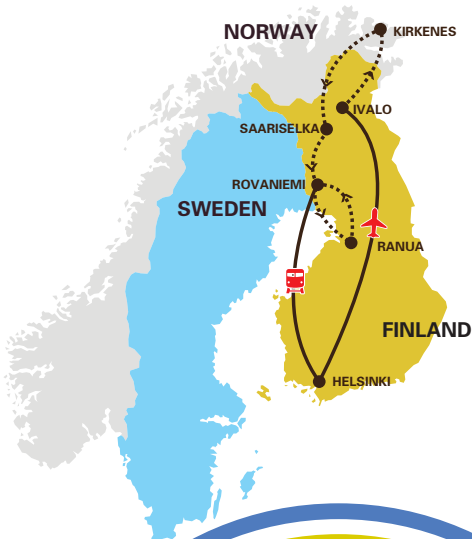 NORWAY
KIRKENES
IVALO
SAARISELKA
ROVANIEMI
SWEDEN
RANUA
FINLAND
HELSINKI